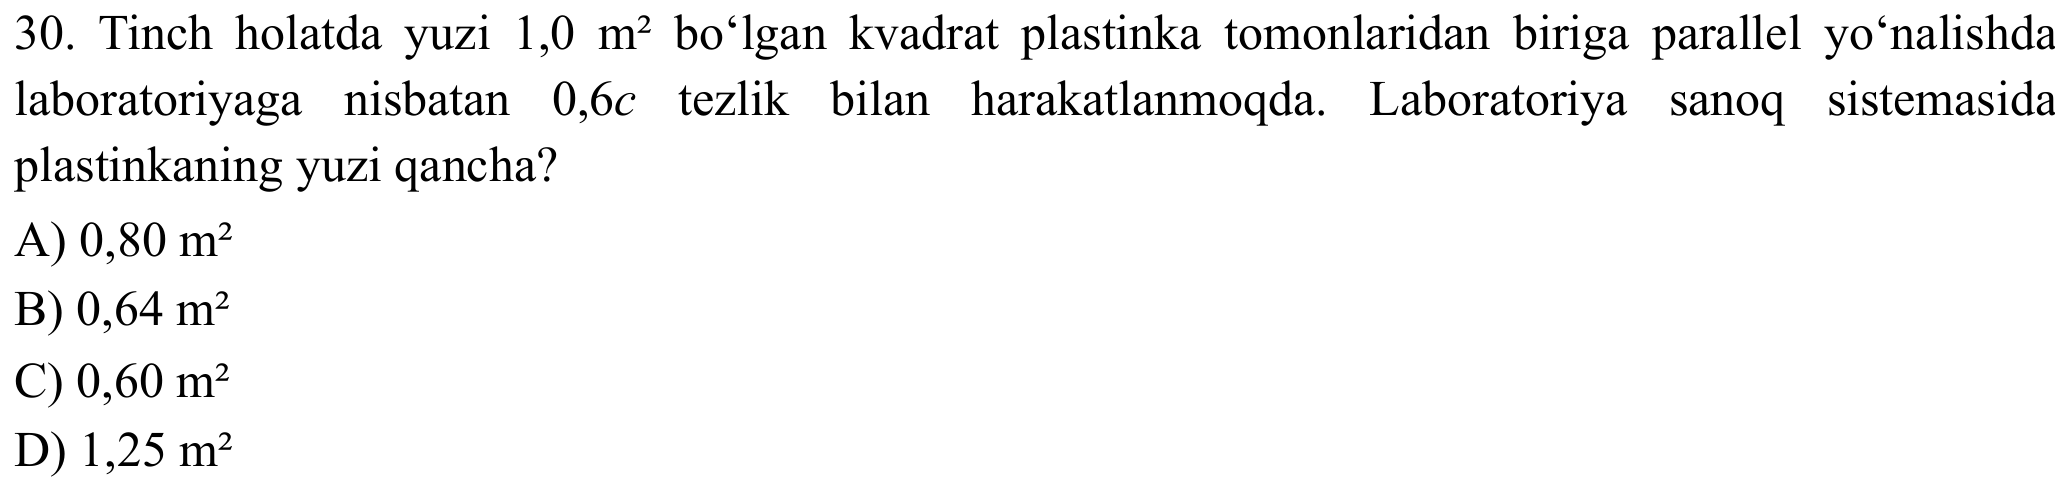 30. Tinch holatda yuzi 1,0 m² bo‘lgan kvadrat plastinka tomonlaridan biriga parallel yo‘nalishda
laboratoriyaga nisbatan 0,6c tezlik bilan harakatlanmoqda. Laboratoriya sanoq sistemasida
plastinkaning yuzi qancha?
A) 0,80 m²
B) 0,64 m²
C) 0,60 m²
D) 1,25 m²